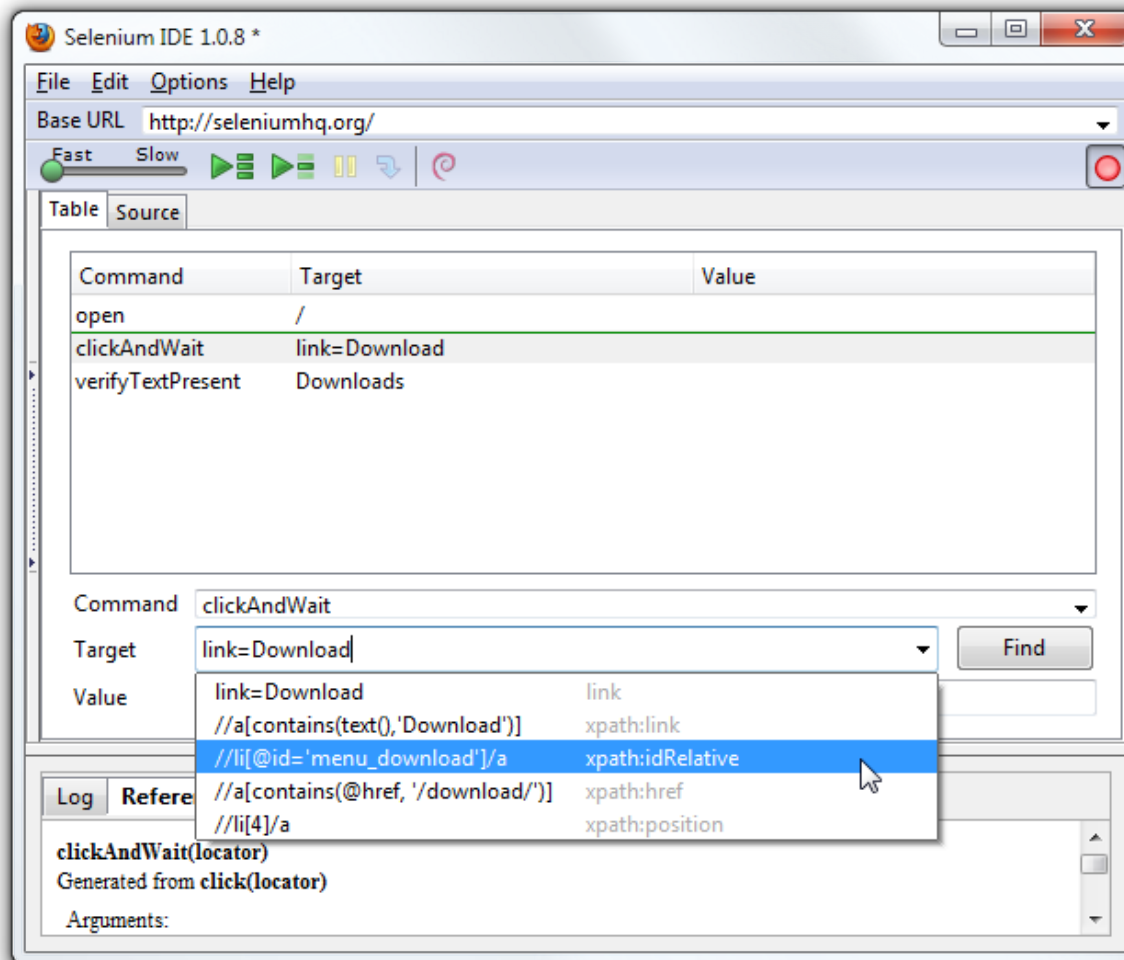 Selenium IDE 1.0.8 *
File Edit Options Help
Base URL http://seleniumhq.org/
Fast Slow
Table Source
Command Target Value
open /
clickAndWait link=Download
verifyTextPresent Downloads
Command clickAndWait
Target link=Download Find
Value
link=Download link
//a[contains(text(),'Download')] xpath:link
//li[@id='menu_download']/a xpath:idRelative
//a[contains(@href, '/download/')] xpath:href
//li[4]/a xpath:position
Log Refere
clickAndWait(locator)
Generated from click(locator)
Arguments: